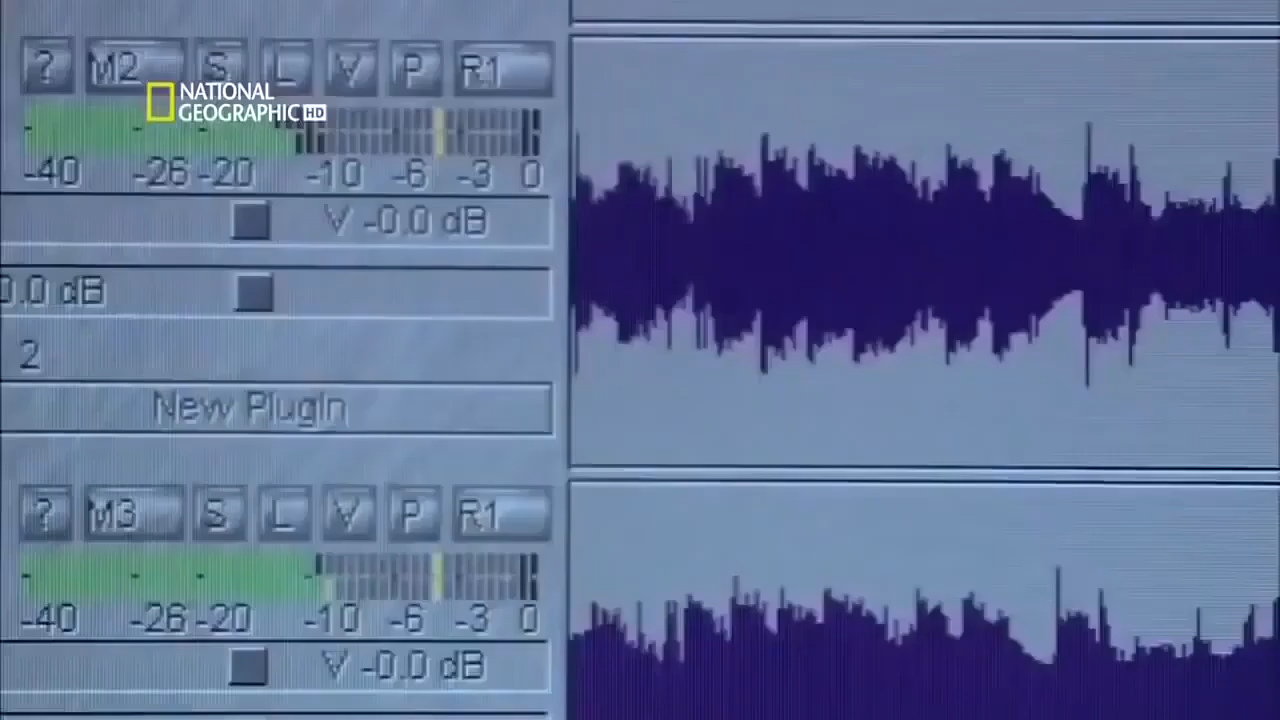 ? M2 S L V P R1
NATIONAL
GEOGRAPHIC HD
-40 -26 -20 -10 -6 -3 0
V -0.0 dB
0.0 dB
2
New PlugIn
? M3 S L V P R1
-40 -26 -20 -10 -6 -3 0
V -0.0 dB